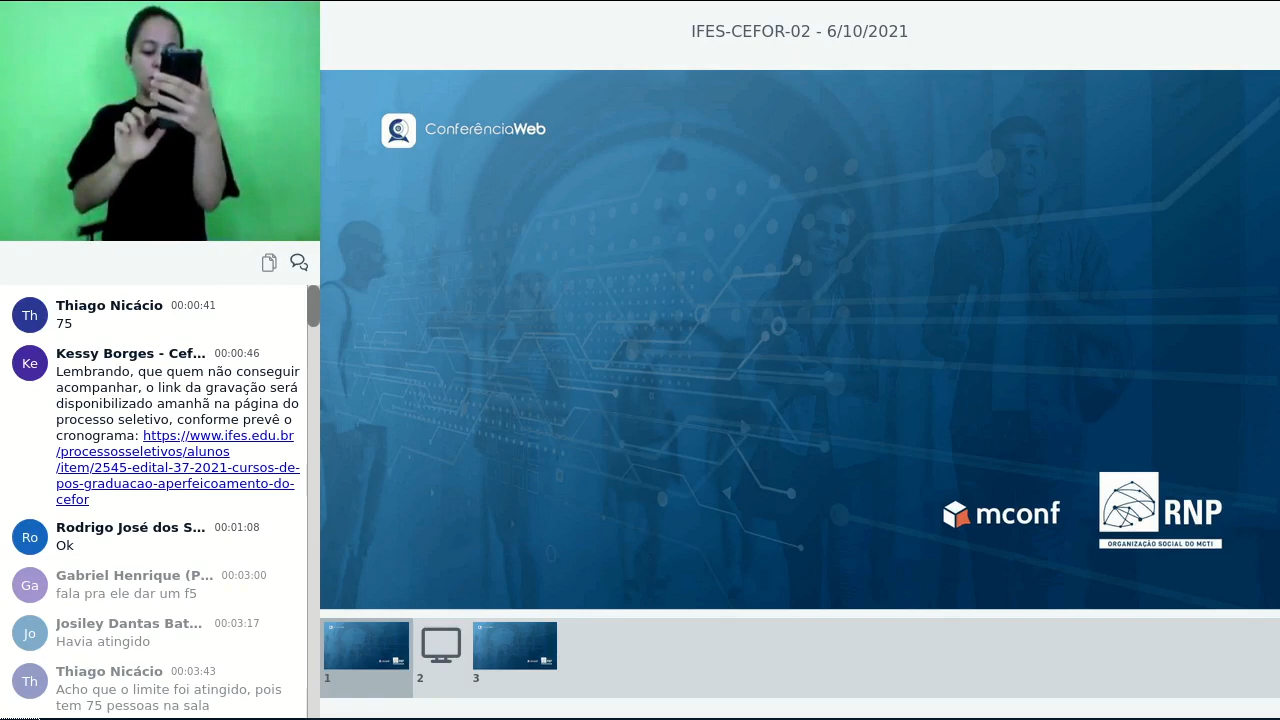 IFES-CEFOR-02 - 6/10/2021
ConferênciaWeb
mconf
RNP
ORGANIZAÇÃO SOCIAL DO MCTI
Th
Thiago Nicácio 00:00:41
75
Ke
Kessy Borges - Cef... 00:00:46
Lembrando, que quem não conseguir
acompanhar, o link da gravação será
disponibilizado amanhã na página do
processo seletivo, conforme prevê o
cronograma: https://www.ifes.edu.br
/processosseletivos/alunos
/item/2545-edital-37-2021-cursos-de-
pos-graduacao-aperfeicoamento-do-
cefor
Ro
Rodrigo José dos S... 00:01:08
Ok
Ga
Gabriel Henrique (P... 00:03:00
fala pra ele dar um f5
Jo
Josiley Dantas Bat... 00:03:17
Havia atingido
Th
Thiago Nicácio 00:03:43
Acho que o limite foi atingido, pois
tem 75 pessoas na sala
1
2
3